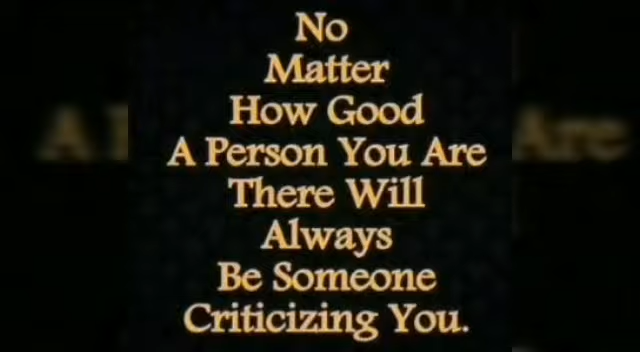 No
Matter
How Good
A Person You Are
There Will
Always
Be Someone
Criticizing You.